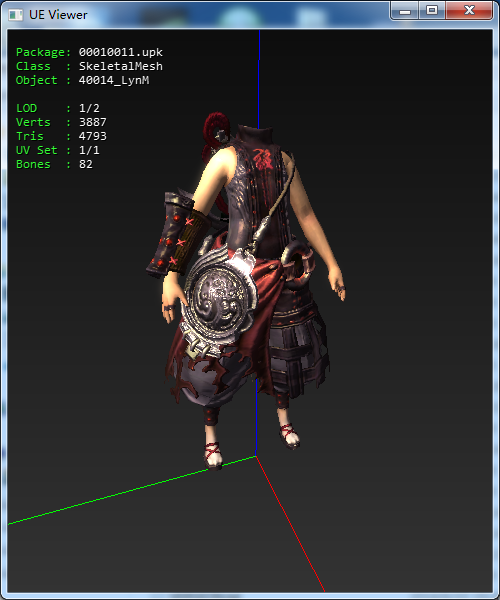 UE Viewer
Package: 00010011.upk
Class : SkeletalMesh
Object : 40014_LynM
LOD : 1/2
Verts : 3887
Tris : 4793
UV Set : 1/1
Bones : 82